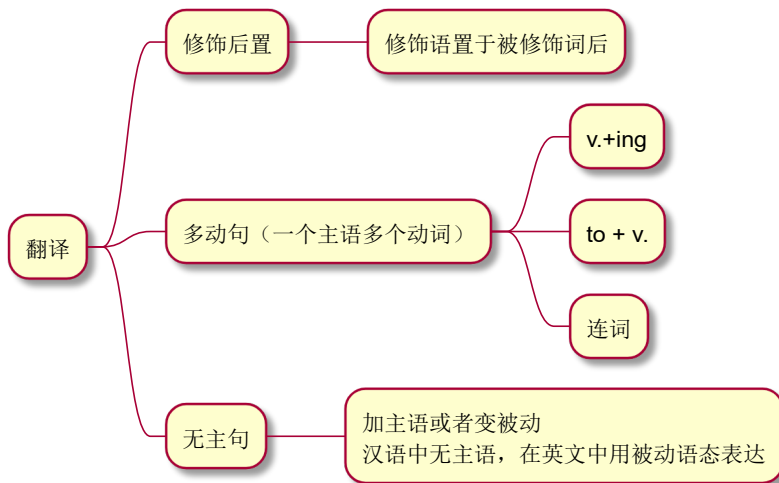 翻译
修饰后置
修饰语置于被修饰词后
多动句（一个主语多个动词）
v.+ing
to + v.
连词
无主句
加主语或者变被动
汉语中无主语，在英文中用被动语态表达